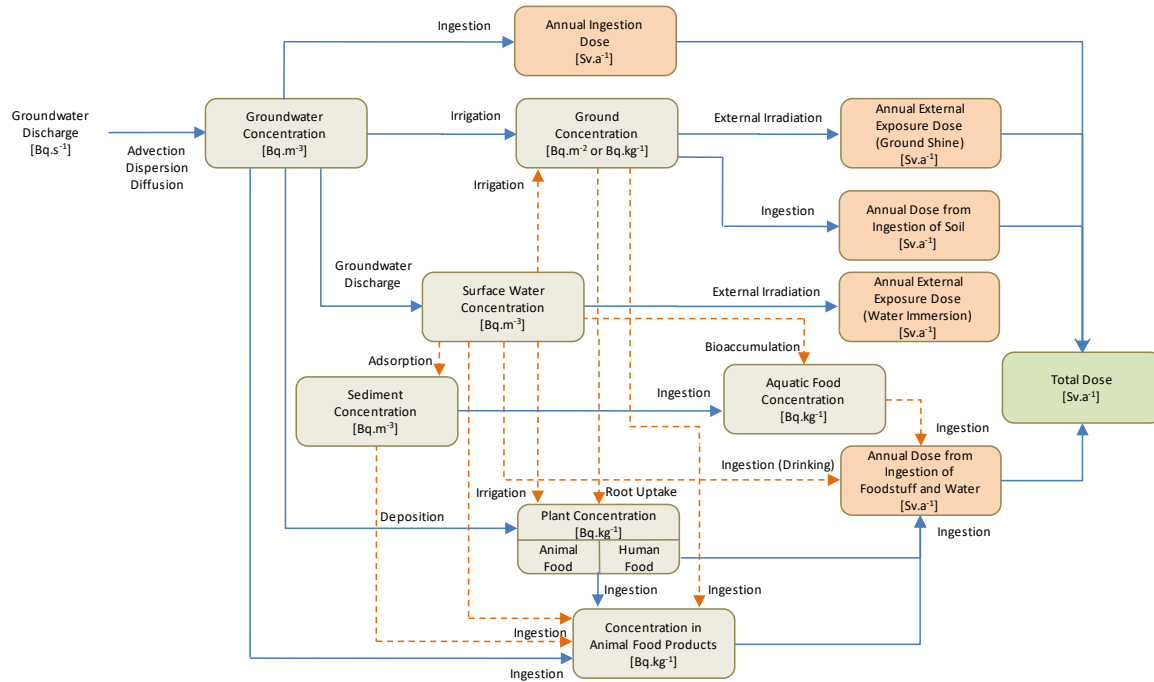 Ingestion
Annual Ingestion
Dose
[Sv.a⁻¹]
Groundwater
Discharge
[Bq.s⁻¹]
Advection
Dispersion
Diffusion
Groundwater
Concentration
[Bq.m⁻³]
Irrigation
Ground
Concentration
[Bq.m⁻² or Bq.kg⁻¹]
External Irradiation
Annual External
Exposure Dose
(Ground Shine)
[Sv.a⁻¹]
Irrigation
Ingestion
Annual Dose from
Ingestion of Soil
[Sv.a⁻¹]
Groundwater
Discharge
Surface Water
Concentration
[Bq.m⁻³]
External Irradiation
Annual External
Exposure Dose
(Water Immersion)
[Sv.a⁻¹]
Adsorption
Bioaccumulation
Sediment
Concentration
[Bq.m⁻³]
Ingestion
Aquatic Food
Concentration
[Bq.kg⁻¹]
Total Dose
[Sv.a⁻¹]
Ingestion
Ingestion (Drinking)
Annual Dose from
Ingestion of
Foodstuff and Water
[Sv.a⁻¹]
Irrigation
Root Uptake
Deposition
Plant Concentration
[Bq.kg⁻¹]
Animal
Food
Human
Food
Ingestion
Ingestion
Ingestion
Ingestion
Concentration in
Animal Food Products
[Bq.kg⁻¹]
Ingestion